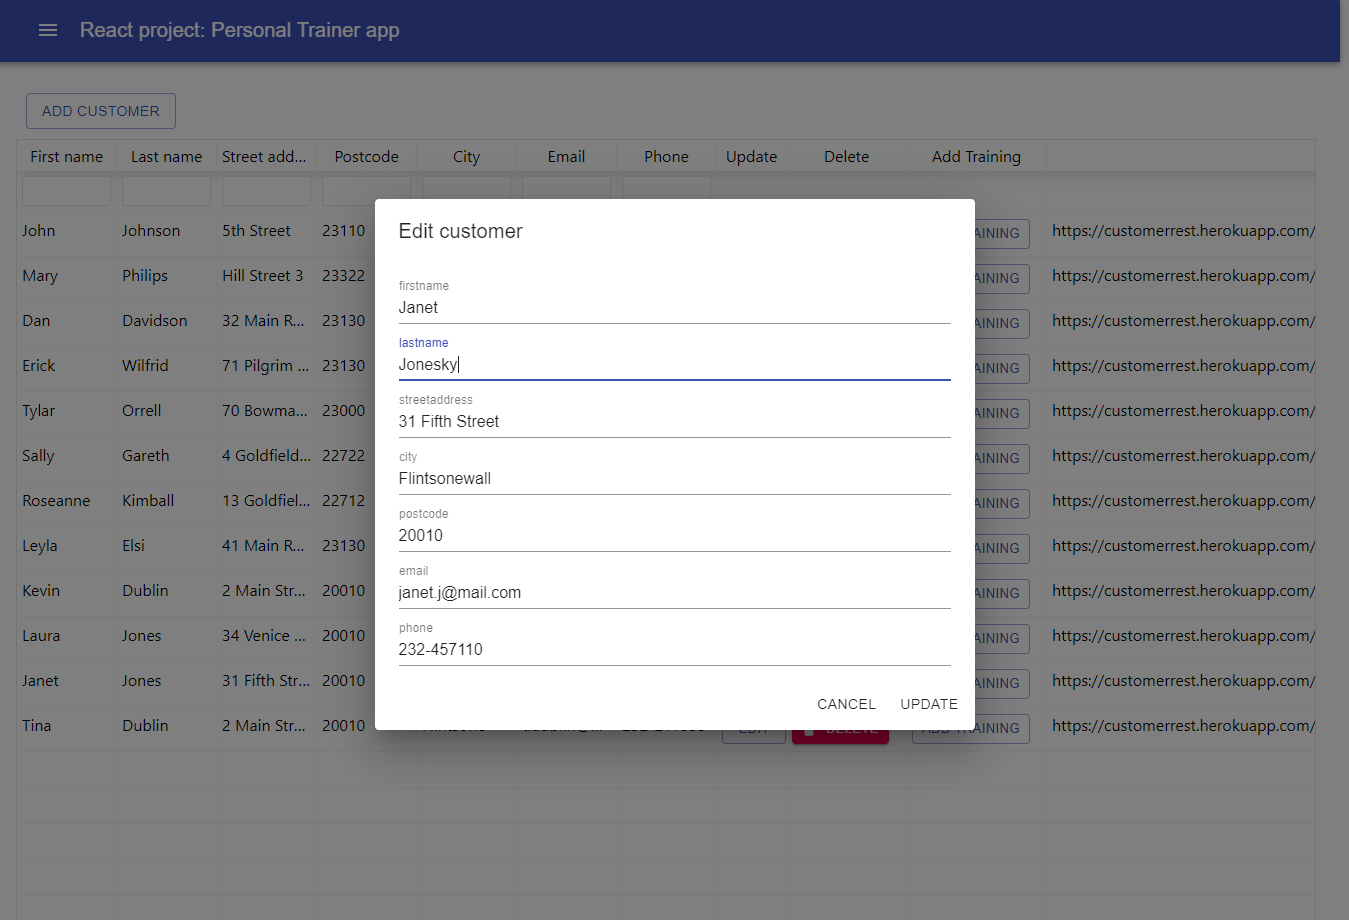 React project: Personal Trainer app
ADD CUSTOMER
First name Last name Street add... Postcode City Email Phone Update Delete Add Training
John Johnson 5th Street 23110 AINING https://customerrest.herokuapp.com/
Mary Philips Hill Street 3 23322 AINING https://customerrest.herokuapp.com/
Dan Davidson 32 Main R... 23130 AINING https://customerrest.herokuapp.com/
Erick Wilfrid 71 Pilgrim ... 23130 AINING https://customerrest.herokuapp.com/
Tylar Orrell 70 Bowma... 23000 AINING https://customerrest.herokuapp.com/
Sally Gareth 4 Goldfield... 22722 AINING https://customerrest.herokuapp.com/
Roseanne Kimball 13 Goldfiel... 22712 AINING https://customerrest.herokuapp.com/
Leyla Elsi 41 Main R... 23130 AINING https://customerrest.herokuapp.com/
Kevin Dublin 2 Main Str... 20010 AINING https://customerrest.herokuapp.com/
Laura Jones 34 Venice ... 20010 AINING https://customerrest.herokuapp.com/
Janet Jones 31 Fifth Str... 20010 AINING https://customerrest.herokuapp.com/
Tina Dublin 2 Main Str... 20010 EDIT DELETE ADD TRAINING https://customerrest.herokuapp.com/
Edit customer
firstname
Janet
lastname
Jonesky
streetaddress
31 Fifth Street
city
Flintsonewall
postcode
20010
email
janet.j@mail.com
phone
232-457110
CANCEL UPDATE